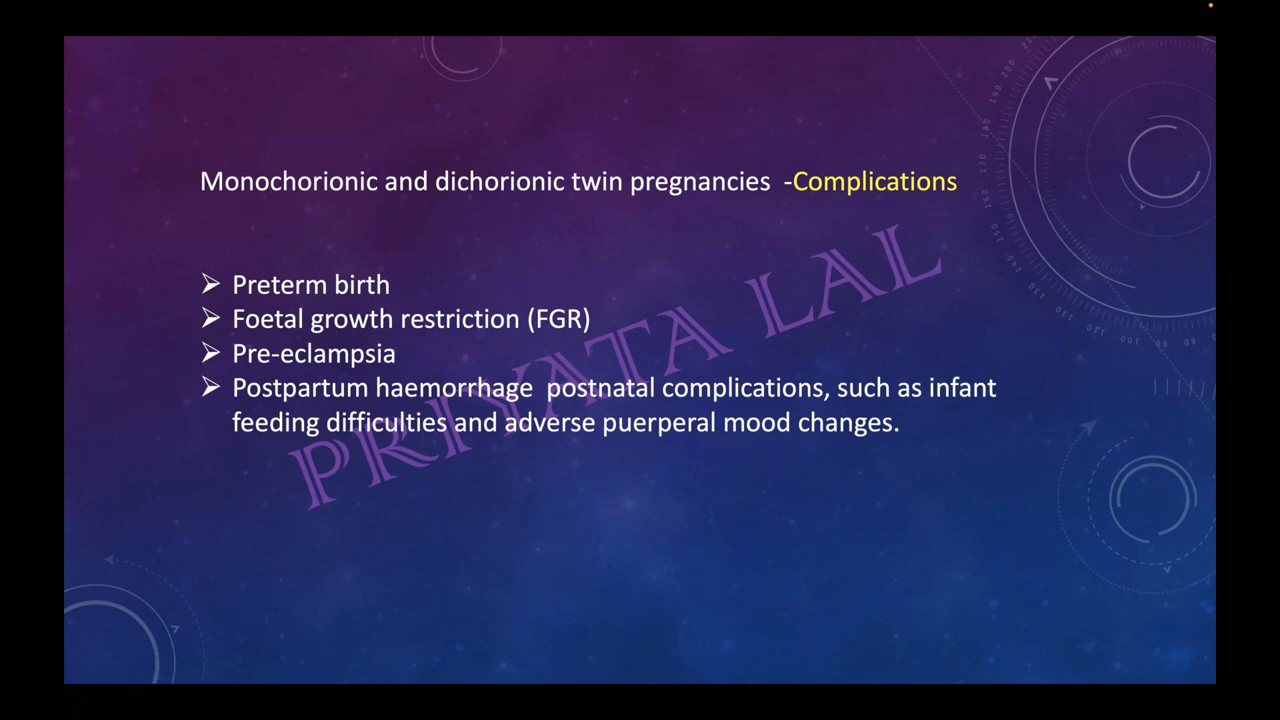 Monochorionic and dichorionic twin pregnancies -Complications
Preterm birth
Foetal growth restriction (FGR)
Pre-eclampsia
Postpartum haemorrhage postnatal complications, such as infant
feeding difficulties and adverse puerperal mood changes.
PRIYATA LAL